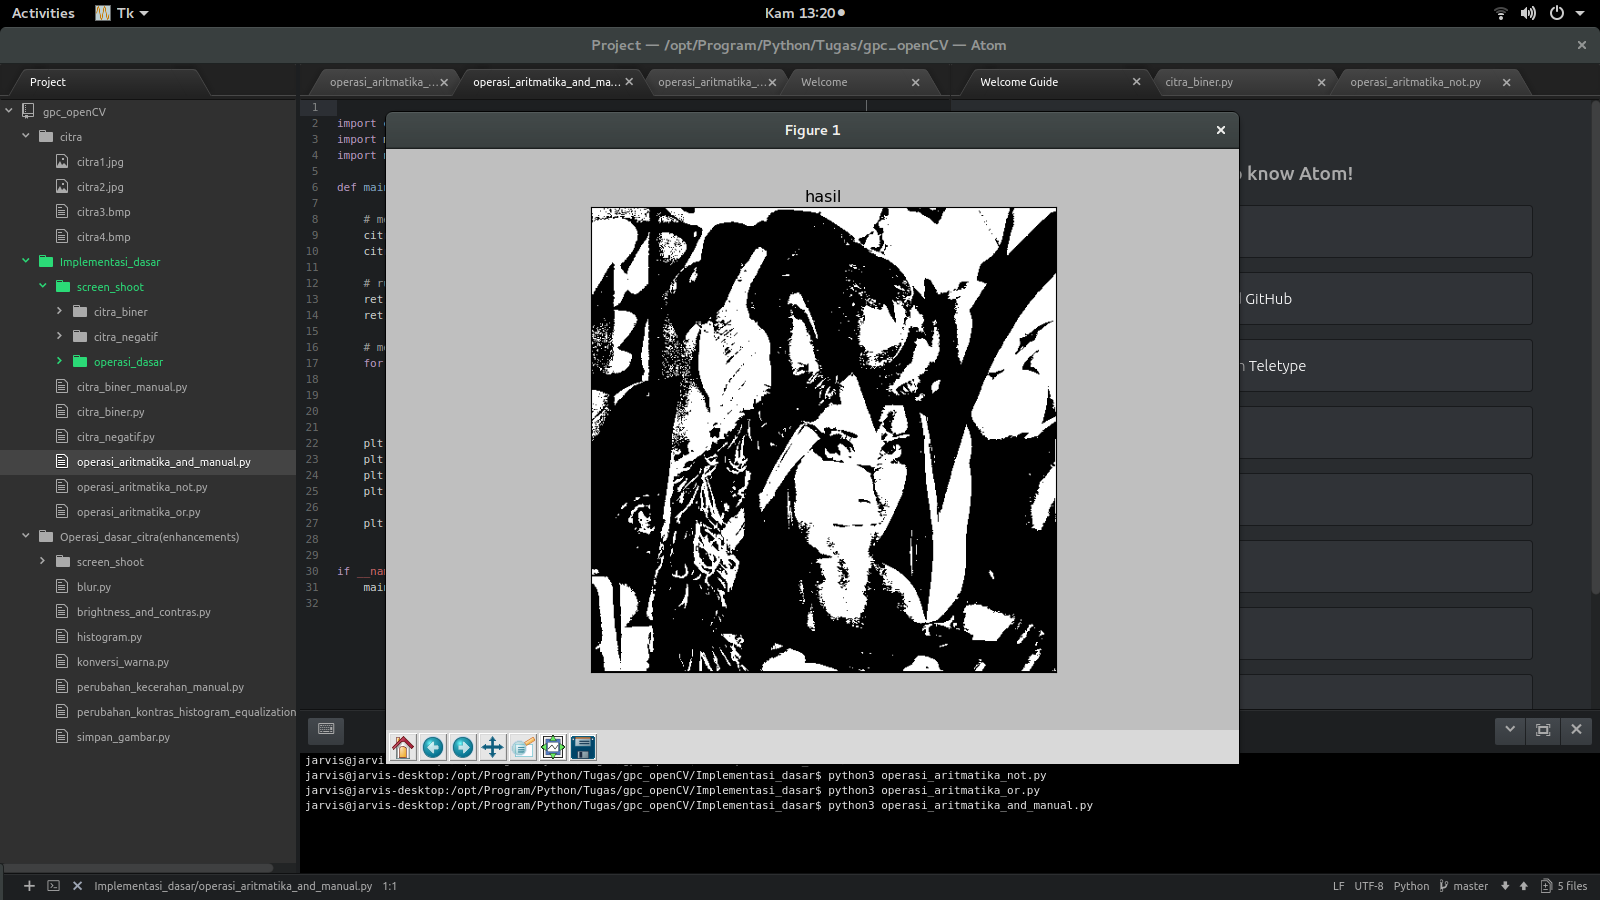 Activities
Tk
Kam 13:20
Project — /opt/Program/Python/Tugas/gpc_openCV — Atom
Project
operasi_aritmatika_...
operasi_aritmatika_and_ma...
operasi_aritmatika_...
Welcome
Welcome Guide
citra_biner.py
operasi_aritmatika_not.py
gpc_openCV
citra
citra1.jpg
citra2.jpg
citra3.bmp
citra4.bmp
Implementasi_dasar
screen_shoot
citra_biner
citra_negatif
operasi_dasar
citra_biner_manual.py
citra_biner.py
citra_negatif.py
operasi_aritmatika_and_manual.py
operasi_aritmatika_not.py
operasi_aritmatika_or.py
Operasi_dasar_citra(enhancements)
screen_shoot
blur.py
brightness_and_contras.py
histogram.py
konversi_warna.py
perubahan_kecerahan_manual.py
perubahan_kontras_histogram_equalization
simpan_gambar.py
1
2 import
3 import
4 import
5
6 def main
7
8 # m
9 cit
10 cit
11
12 # r
13 ret
14 ret
15
16 # m
17 for
18
19
20
21
22 plt
23 plt
24 plt
25 plt
26
27 plt
28
29
30 if __na
31 main
32
Figure 1
hasil
know Atom!
GitHub
Teletype
jarvis@jarvi
jarvis@jarvis-desktop:/opt/Program/Python/Tugas/gpc_openCV/Implementasi_dasar$ python3 operasi_aritmatika_not.py
jarvis@jarvis-desktop:/opt/Program/Python/Tugas/gpc_openCV/Implementasi_dasar$ python3 operasi_aritmatika_or.py
jarvis@jarvis-desktop:/opt/Program/Python/Tugas/gpc_openCV/Implementasi_dasar$ python3 operasi_aritmatika_and_manual.py
Implementasi_dasar/operasi_aritmatika_and_manual.py 1:1
LF UTF-8 Python master 5 files